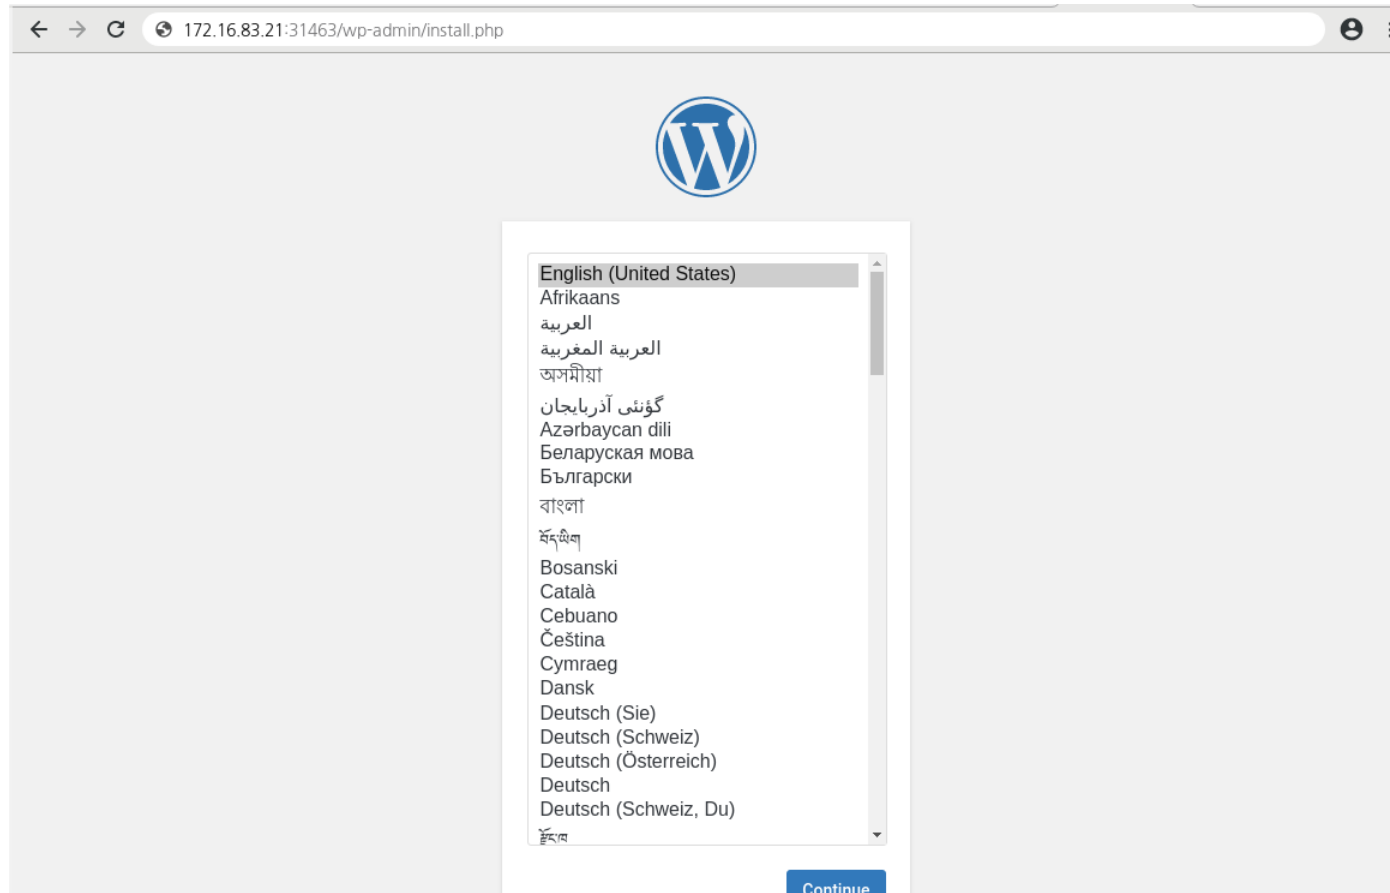 172.16.83.21:31463/wp-admin/install.php
English (United States)
Afrikaans
العربية
العربية المغربية
অসমীয়া
گؤنئی آذربایجان
Azərbaycan dili
Беларуская мова
Български
বাংলা
བོད་ཡིག
Bosanski
Català
Cebuano
Čeština
Cymraeg
Dansk
Deutsch (Sie)
Deutsch (Schweiz)
Deutsch (Österreich)
Deutsch
Deutsch (Schweiz, Du)
རྫོང་ཁ
Continue